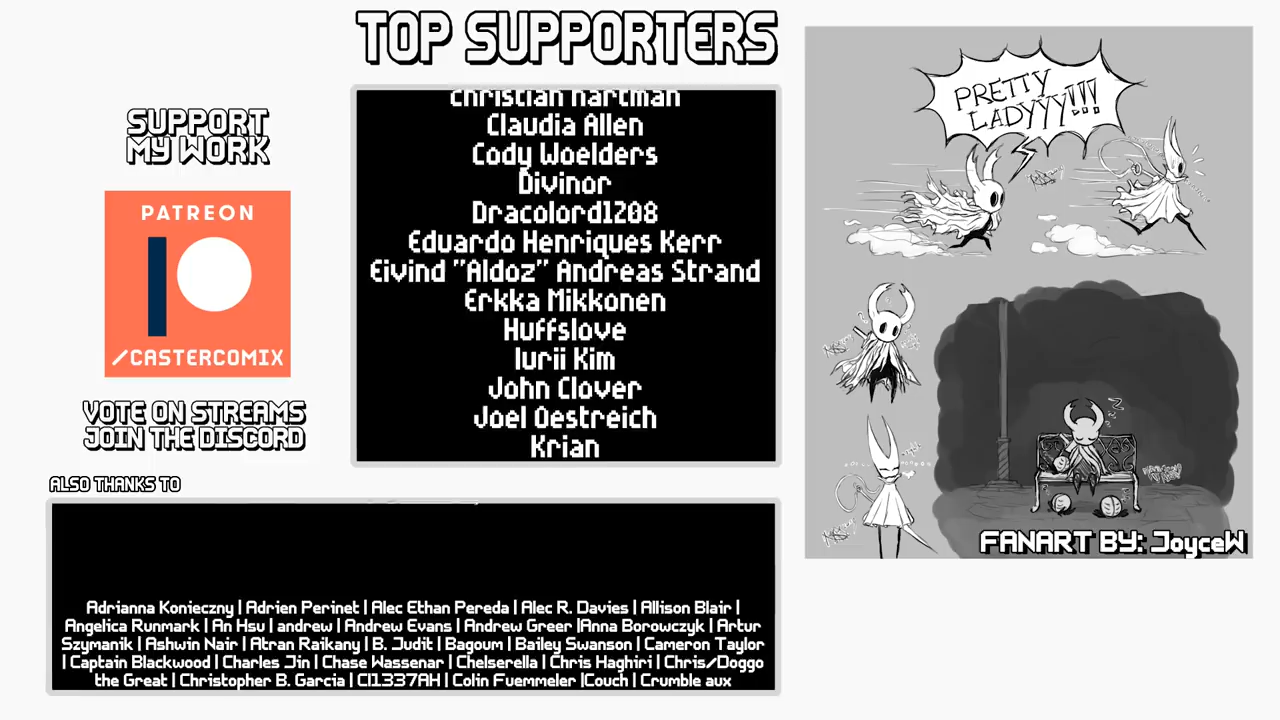 TOP SUPPORTERS
SUPPORT
MY WORK
PATREON
/CASTERCOMIX
VOTE ON STREAMS
JOIN THE DISCORD
Christian Hartman
Claudia Allen
Cody Woelders
Divinor
Dracolord1208
Eduardo Henriques Kerr
Eivind "Aldoz" Andreas Strand
Erkka Mikkonen
Huffslove
Iurii Kim
John Clover
Joel Oestreich
Krian
ALSO THANKS TO
Adrianna Konieczny | Adrien Perinet | Alec Ethan Pereda | Alec R. Davies | Allison Blair |
Angelica Runmark | An Hsu | andrew | Andrew Evans | Andrew Greer |Anna Borowczyk | Artur
Szymanik | Ashwin Nair | Atran Raikany | B. Judit | Bagoum | Bailey Swanson | Cameron Taylor
| Captain Blackwood | Charles Jin | Chase Wassenar | Chelserella | Chris Haghiri | Chris/Doggo
the Great | Christopher B. Garcia | Cl1337AH | Colin Fuemmeler |Couch | Crumble aux
PRETTY
LADYYY!!!
FANART BY: JoyceW